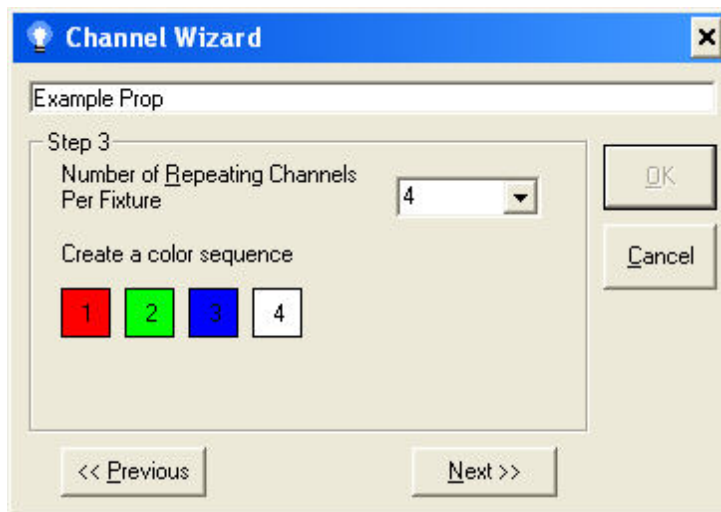 Channel Wizard
Example Prop
Step 3
Number of Repeating Channels
Per Fixture
4
OK
Create a color sequence
Cancel
1 2 3 4
<< Previous
Next >>